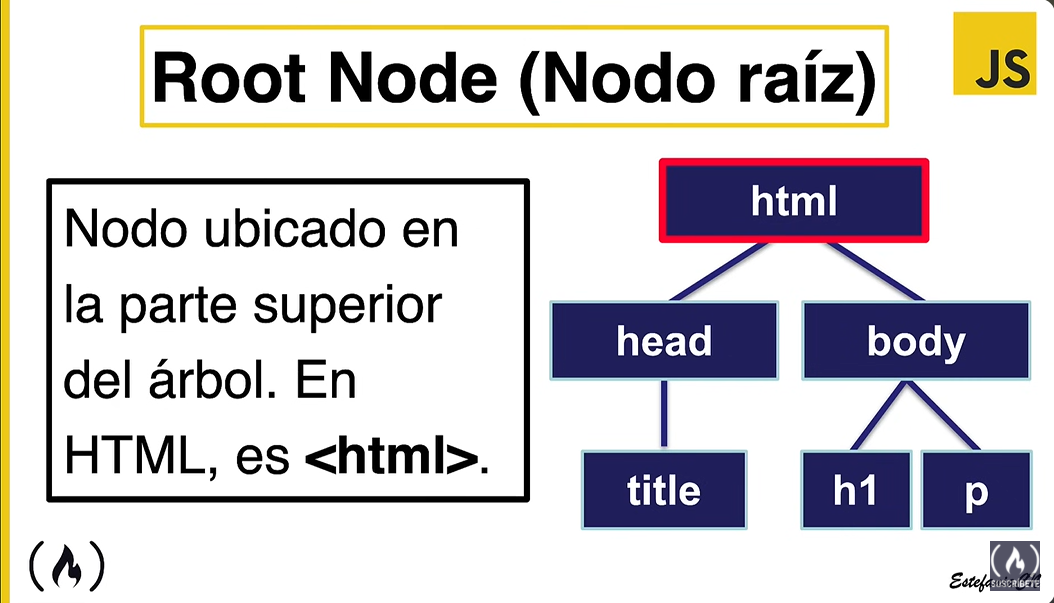 Root Node (Nodo raíz)
JS
Nodo ubicado en
la parte superior
del árbol. En
HTML, es <html>.
html
head
body
title
h1
p
SUSCRÍBETE